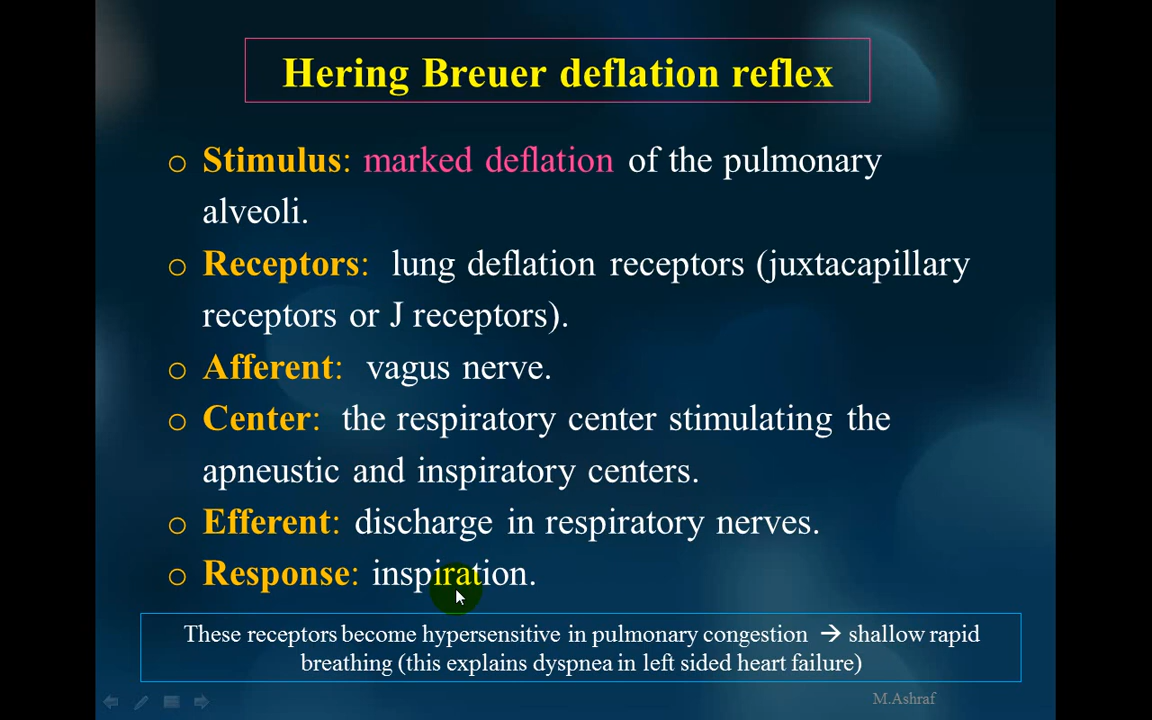 Hering Breuer deflation reflex
o Stimulus: marked deflation of the pulmonary
alveoli.
o Receptors: lung deflation receptors (juxtacapillary
receptors or J receptors).
o Afferent: vagus nerve.
o Center: the respiratory center stimulating the
apneustic and inspiratory centers.
o Efferent: discharge in respiratory nerves.
o Response: inspiration.
These receptors become hypersensitive in pulmonary congestion → shallow rapid
breathing (this explains dyspnea in left sided heart failure)
M.Ashraf